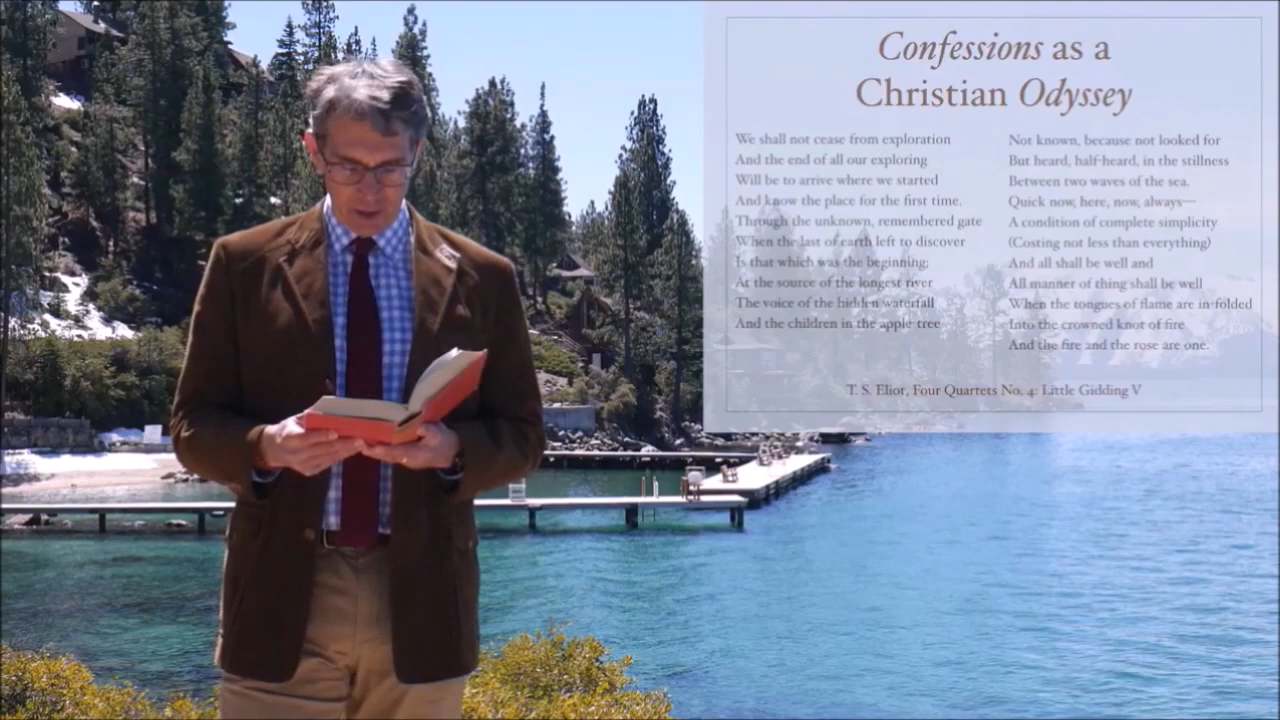 Confessions as a
Christian Odyssey
We shall not cease from exploration
And the end of all our exploring
Will be to arrive where we started
And know the place for the first time.
Through the unknown, remembered gate
When the last of earth left to discover
Is that which was the beginning;
At the source of the longest river
The voice of the hidden waterfall
And the children in the apple tree
Not known, because not looked for
But heard, half-heard, in the stillness
Between two waves of the sea.
Quick now, here, now, always—
A condition of complete simplicity
(Costing not less than everything)
And all shall be well and
All manner of thing shall be well
When the tongues of flame are in-folded
Into the crowned knot of fire
And the fire and the rose are one.
T. S. Eliot, Four Quartets No. 4: Little Gidding V